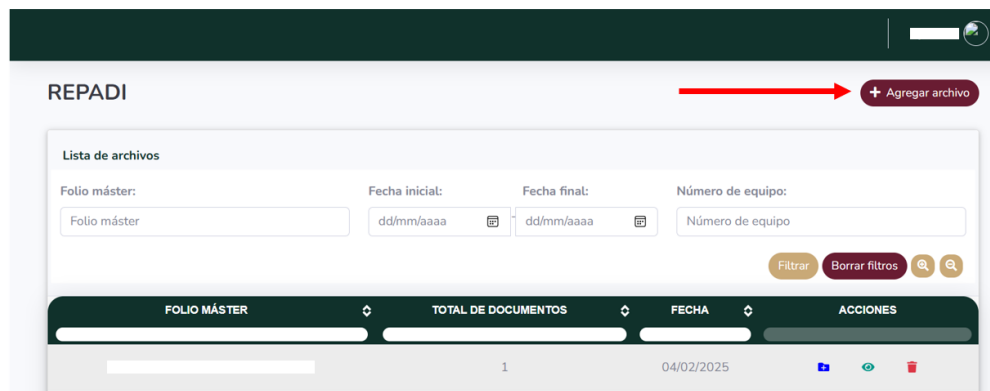 REPADI
+ Agregar archivo
Lista de archivos
Folio máster: Fecha inicial: Fecha final: Número de equipo:
Folio máster dd/mm/aaaa - dd/mm/aaaa Número de equipo
Filtrar Borrar filtros
FOLIO MÁSTER TOTAL DE DOCUMENTOS FECHA ACCIONES
1 04/02/2025